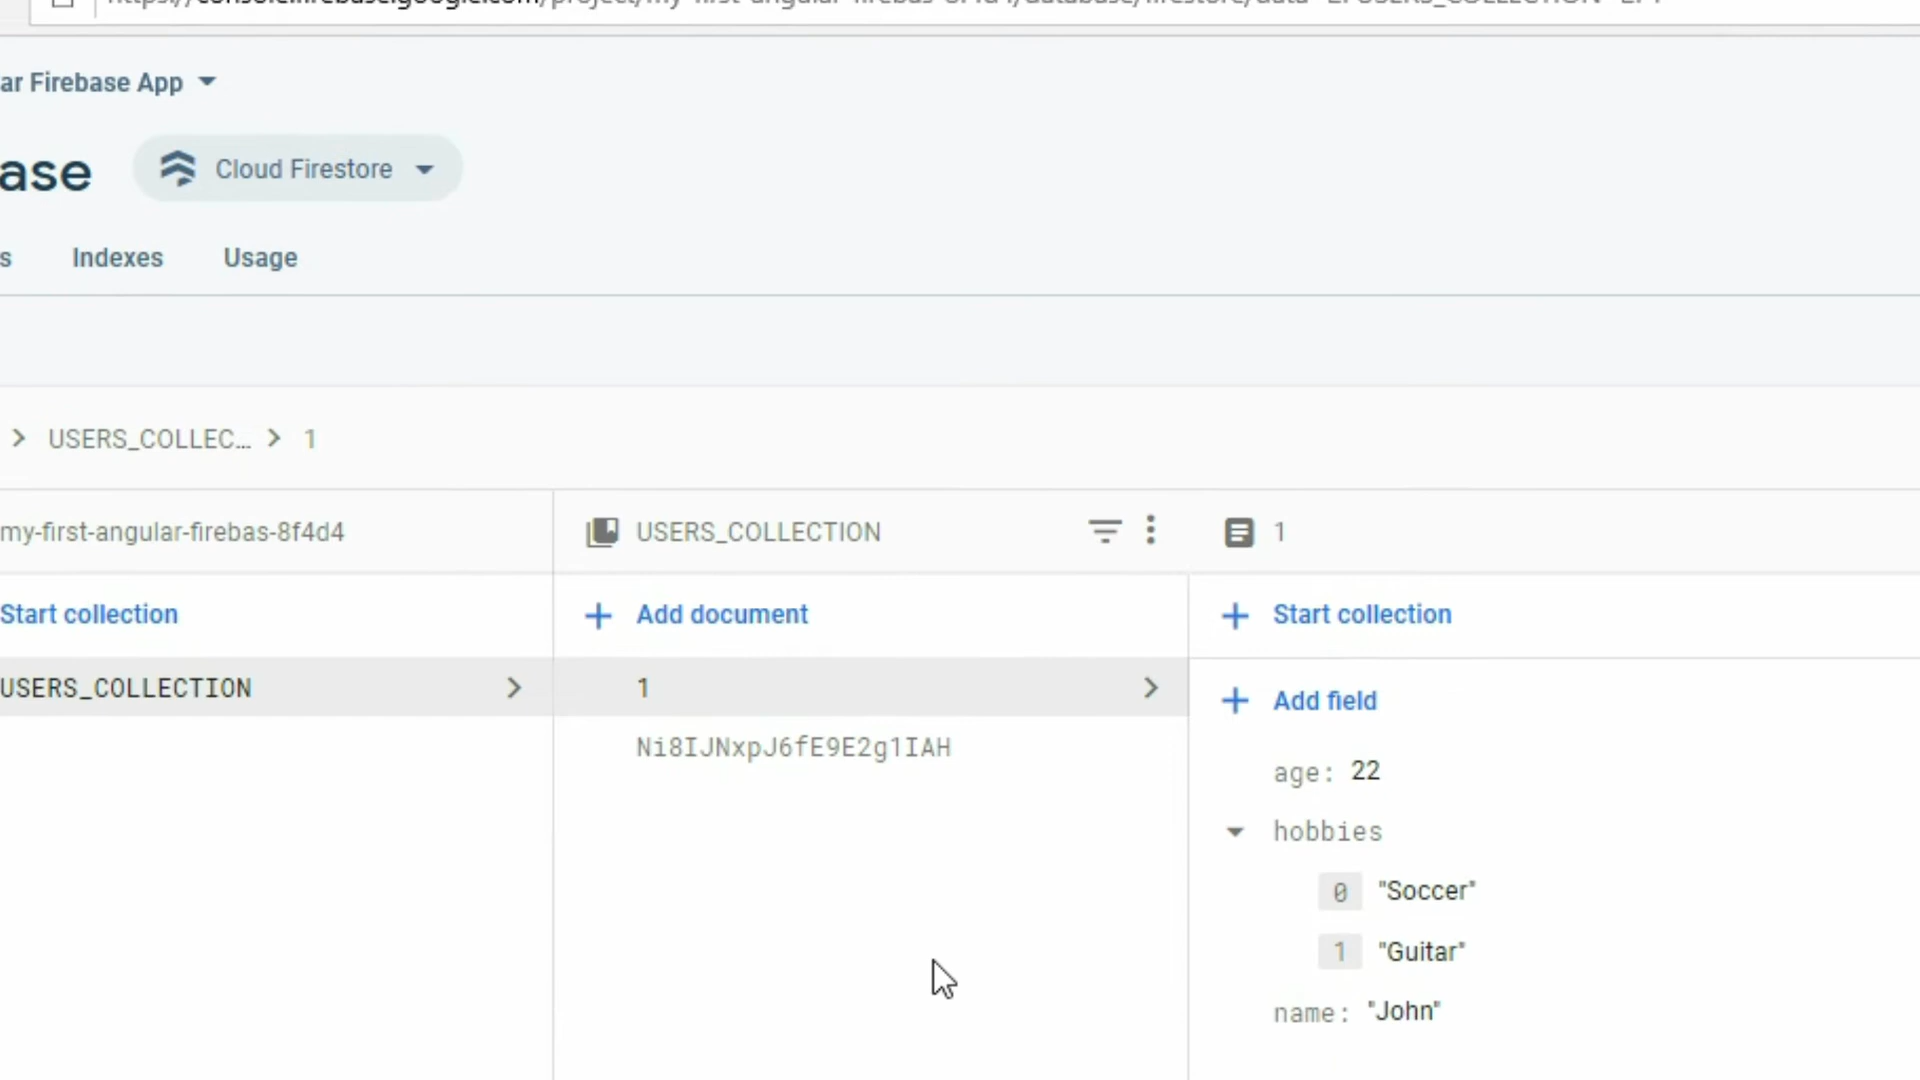 ar Firebase App
ase Cloud Firestore
s Indexes Usage
USERS_COLLEC... 1
my-first-angular-firebas-8f4d4
USERS_COLLECTION
1
Start collection
Add document
Start collection
USERS_COLLECTION
1
Ni8IJNxpJ6fE9E2g1IAH
Add field
age: 22
hobbies
0 "Soccer"
1 "Guitar"
name: "John"